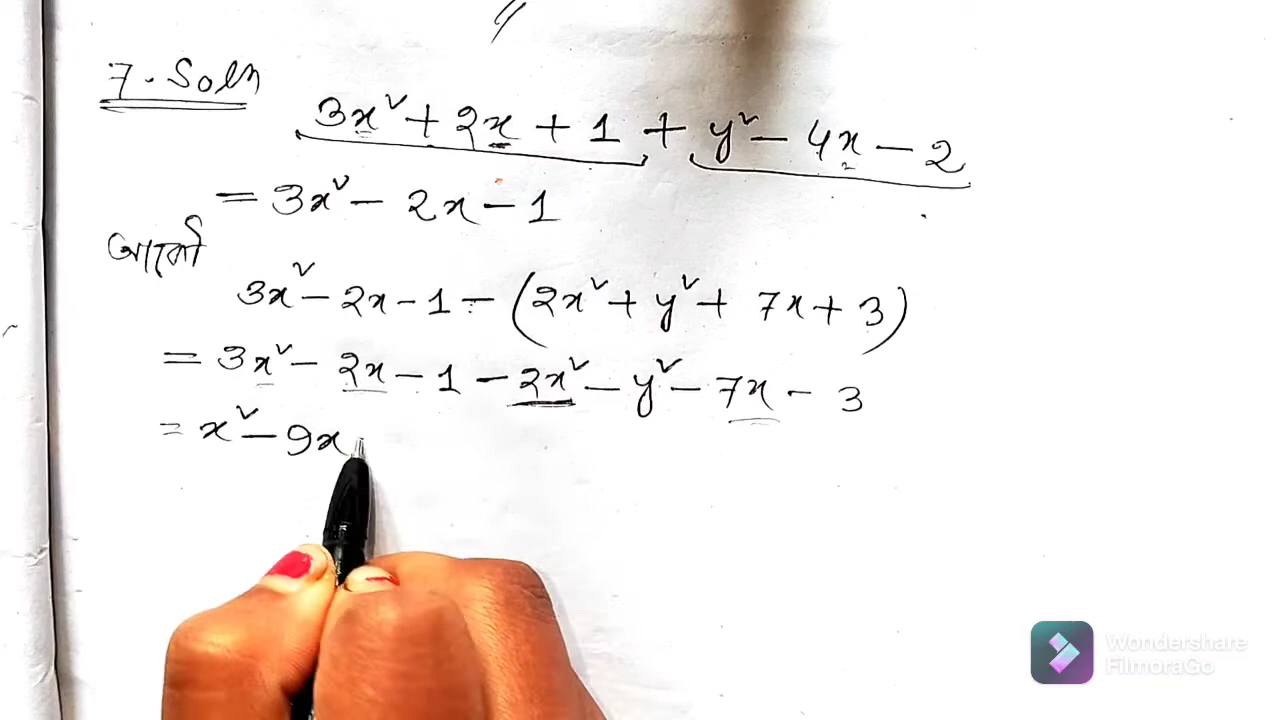 7. Soln
3x² + 2x + 1 + y² - 4x - 2
= 3x² - 2x - 1
আকৌ
3x² - 2x - 1 - (2x² + y² + 7x + 3)
= 3x² - 2x - 1 - 2x² - y² - 7x - 3
= x² - 9x
Wondershare
FilmoraGo